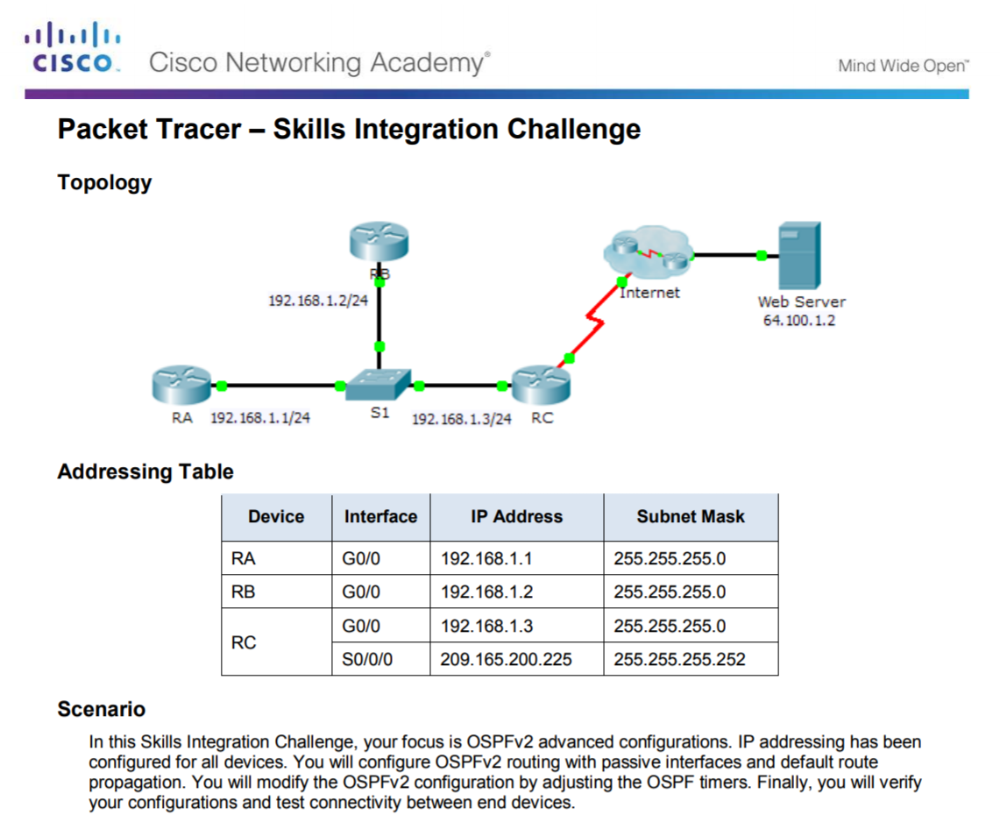 CISCO
Cisco Networking Academy®
Mind Wide Open™
Packet Tracer – Skills Integration Challenge
Topology
RB
192.168.1.2/24
Internet
Web Server
64.100.1.2
RA
192.168.1.1/24
S1
192.168.1.3/24
RC
Addressing Table
Device Interface IP Address Subnet Mask
RA G0/0 192.168.1.1 255.255.255.0
RB G0/0 192.168.1.2 255.255.255.0
RC G0/0 192.168.1.3 255.255.255.0
S0/0/0 209.165.200.225 255.255.255.252
Scenario
In this Skills Integration Challenge, your focus is OSPFv2 advanced configurations. IP addressing has been
configured for all devices. You will configure OSPFv2 routing with passive interfaces and default route
propagation. You will modify the OSPFv2 configuration by adjusting the OSPF timers. Finally, you will verify
your configurations and test connectivity between end devices.